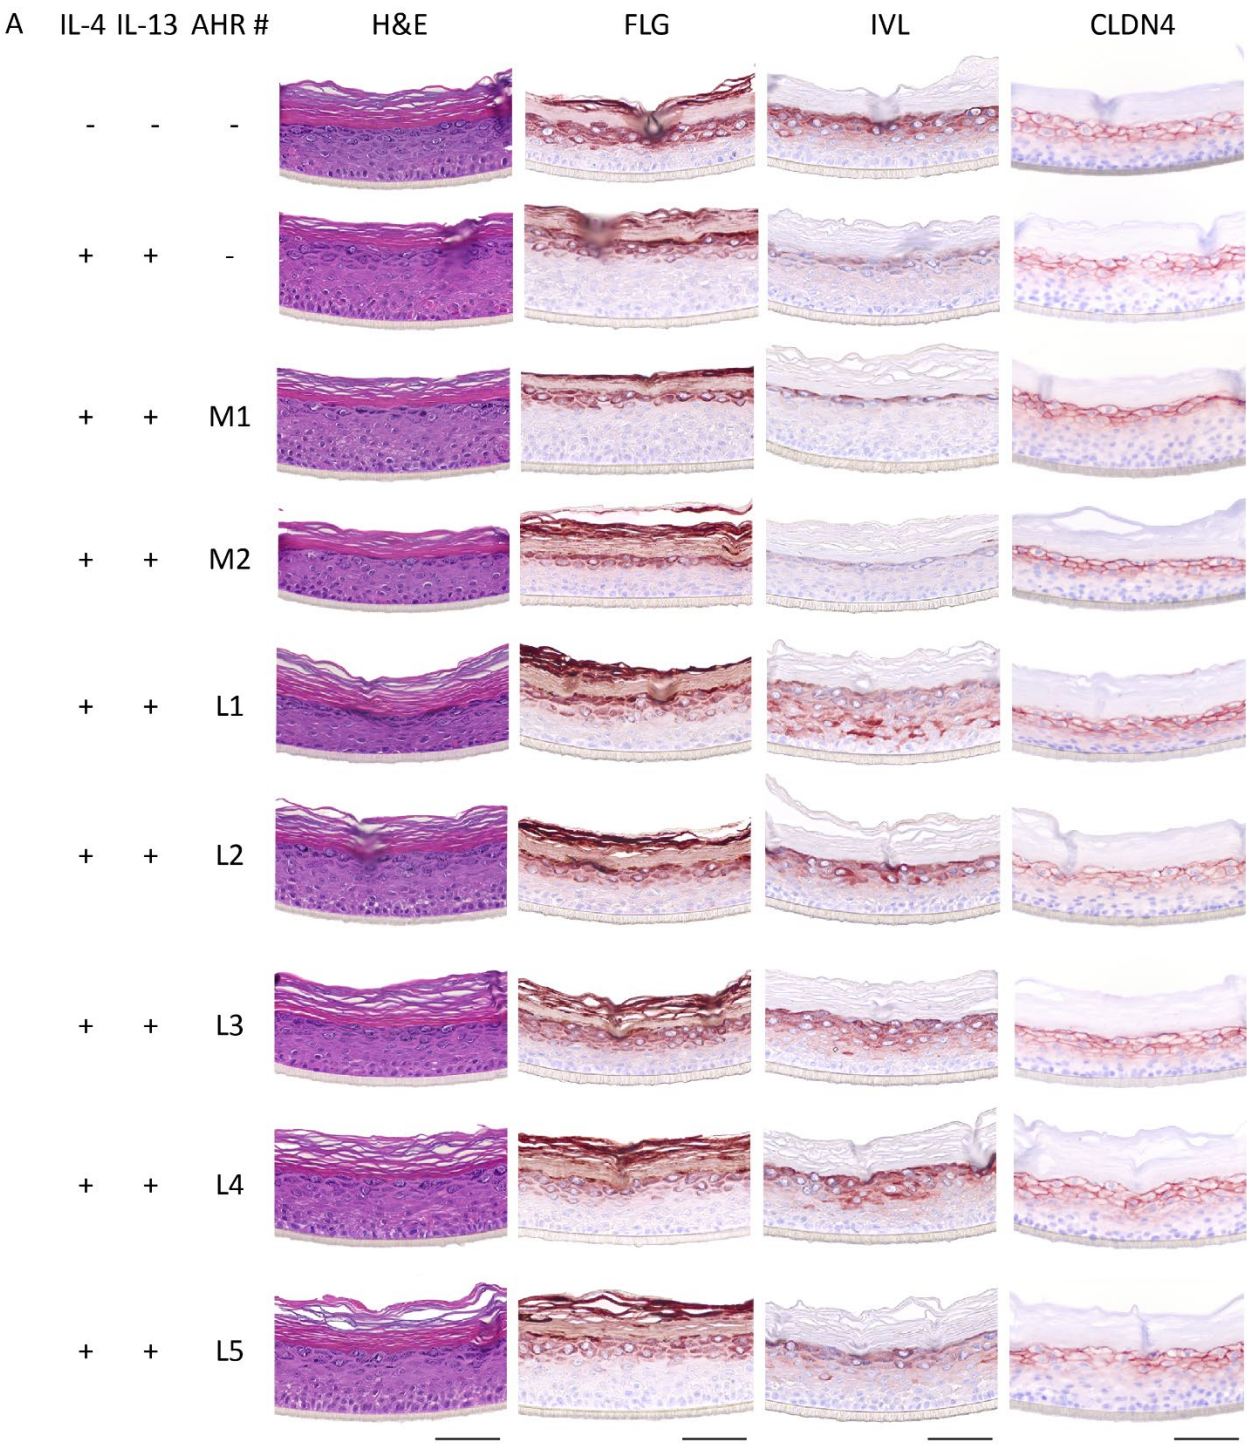 A IL-4 IL-13 AHR # H&E FLG IVL CLDN4
- - -
+ + -
+ + M1
+ + M2
+ + L1
+ + L2
+ + L3
+ + L4
+ + L5